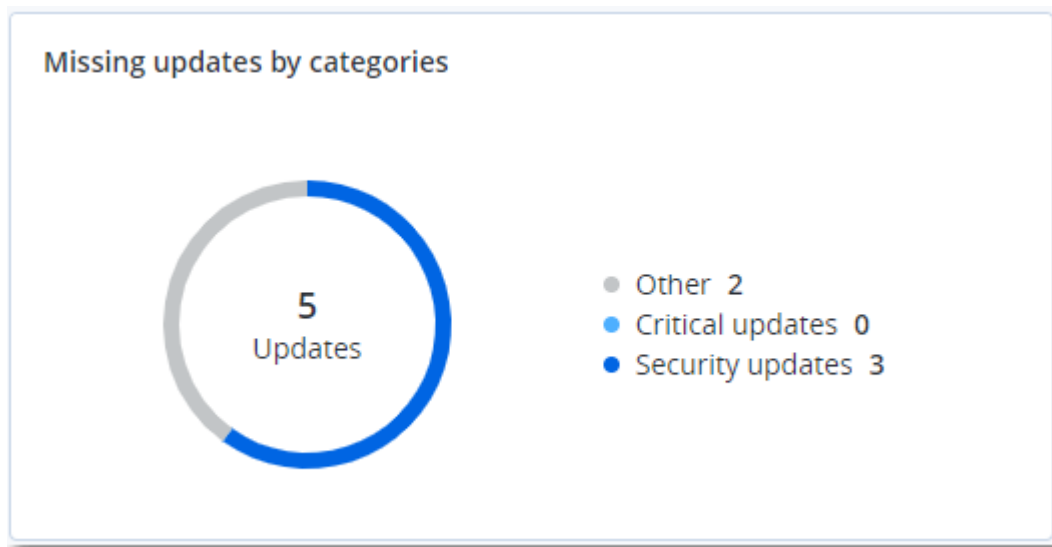 Missing updates by categories
5
Updates
Other 2
Critical updates 0
Security updates 3